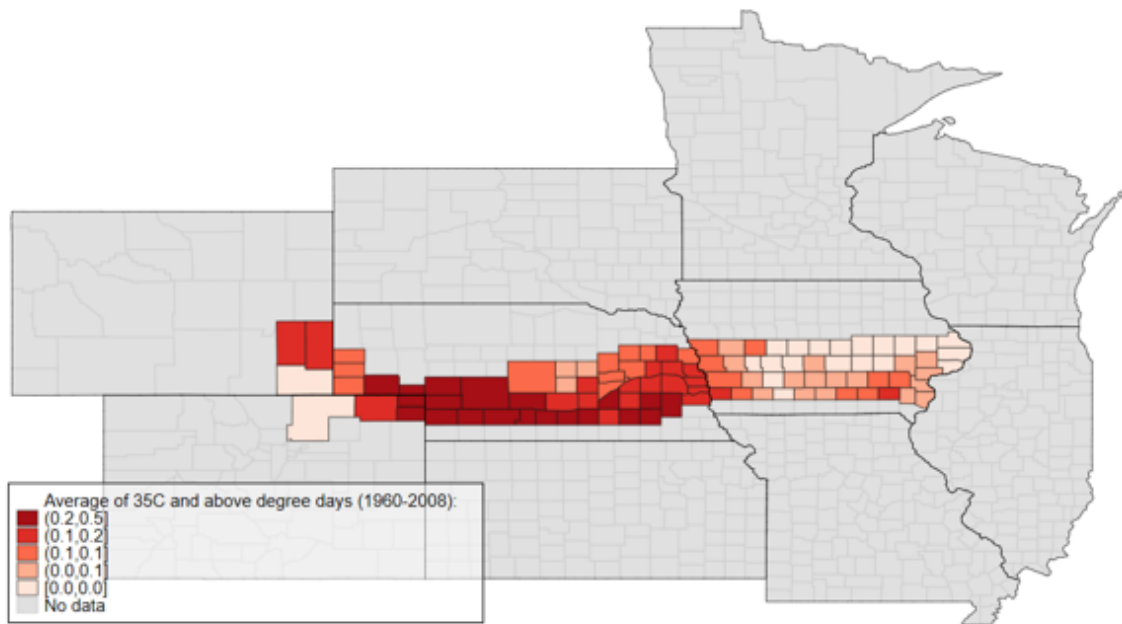 Average of 35C and above degree days (1960-2008):
(0.2,0.5]
(0.1,0.2]
(0.1,0.1]
(0.0,0.1]
[0.0,0.0]
No data